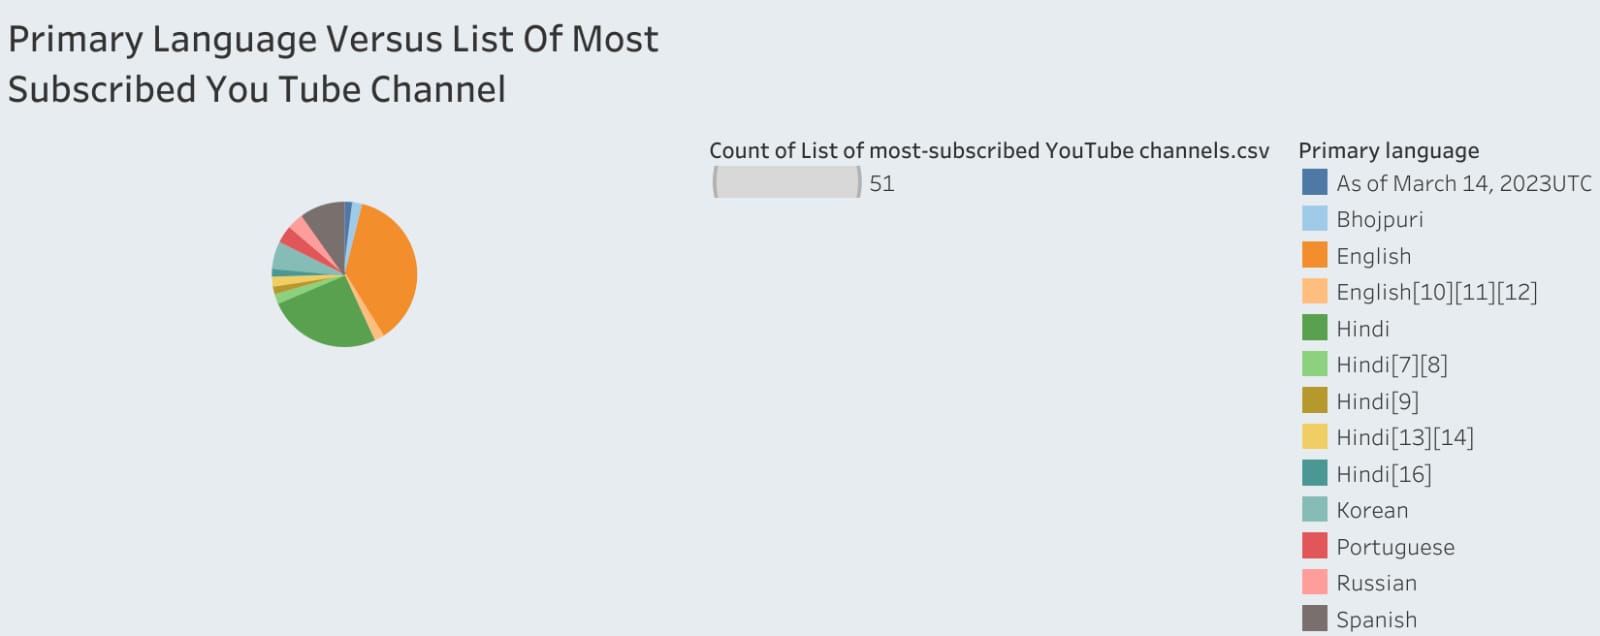 Primary Language Versus List Of Most
Subscribed You Tube Channel
Count of List of most-subscribed YouTube channels.csv
51
Primary language
As of March 14, 2023UTC
Bhojpuri
English
English[10][11][12]
Hindi
Hindi[7][8]
Hindi[9]
Hindi[13][14]
Hindi[16]
Korean
Portuguese
Russian
Spanish